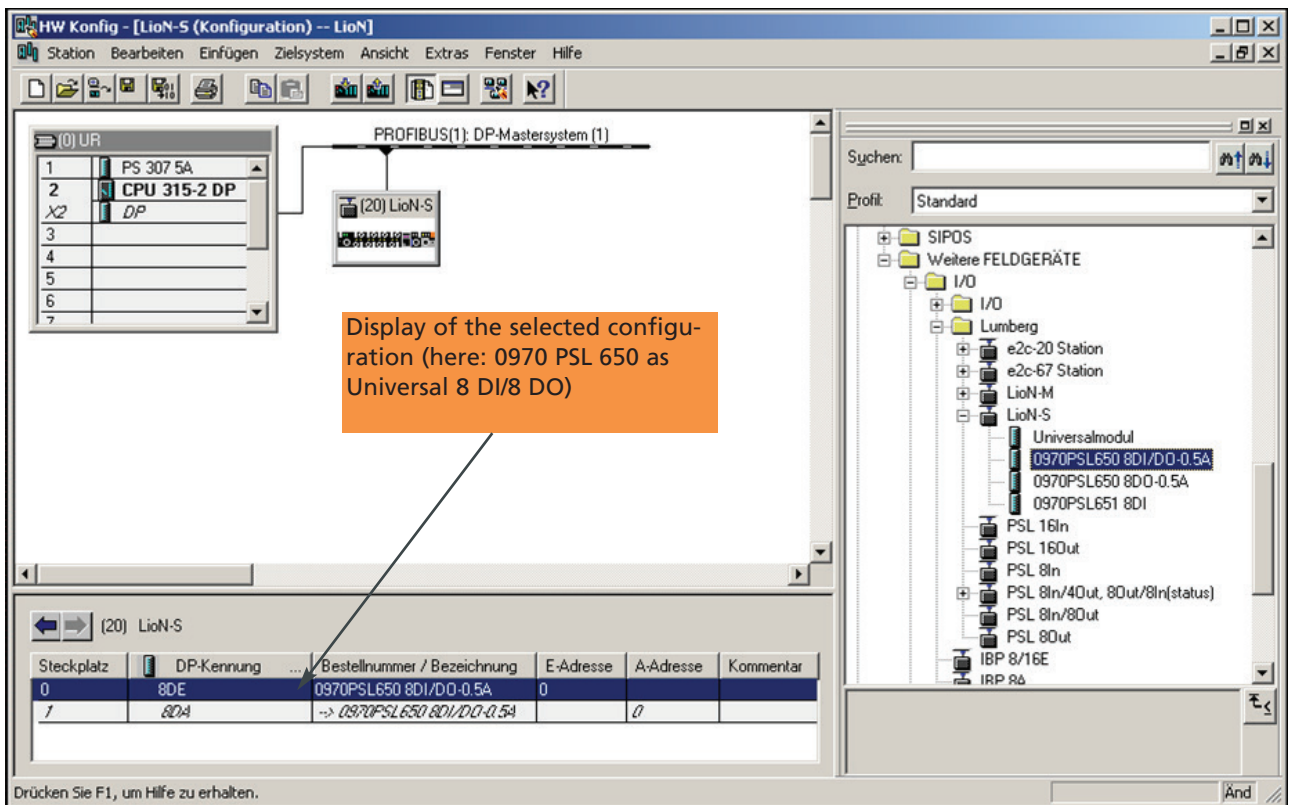 HW Konfig - [LioN-S (Konfiguration) -- LioN]
Station Bearbeiten Einfügen Zielsystem Ansicht Extras Fenster Hilfe
(0) UR
1 PS 307 5A
2 CPU 315-2 DP
X2 DP
3
4
5
6
7
PROFIBUS(1): DP-Mastersystem (1)
(20) LioN-S
Display of the selected configu-
ration (here: 0970 PSL 650 as
Universal 8 DI/8 DO)
Suchen:
Profil: Standard
SIPOS
Weitere FELDGERÄTE
I/O
I/O
Lumberg
e2c-20 Station
e2c-67 Station
LioN-M
LioN-S
Universalmodul
0970PSL650 8DI/DO-0.5A
0970PSL650 8DO-0.5A
0970PSL651 8DI
PSL 16In
PSL 16Out
PSL 8In
PSL 8In/4Out, 8Out/8In(status)
PSL 8In/8Out
PSL 8Out
IBP 8/16E
IBP 8A
(20) LioN-S
Steckplatz DP-Kennung ... Bestellnummer / Bezeichnung E-Adresse A-Adresse Kommentar
0 8DE 0970PSL650 8DI/DO-0.5A 0
1 8DA --> 0970PSL650 8DI/DO-0.5A 0
Drücken Sie F1, um Hilfe zu erhalten.
Änd